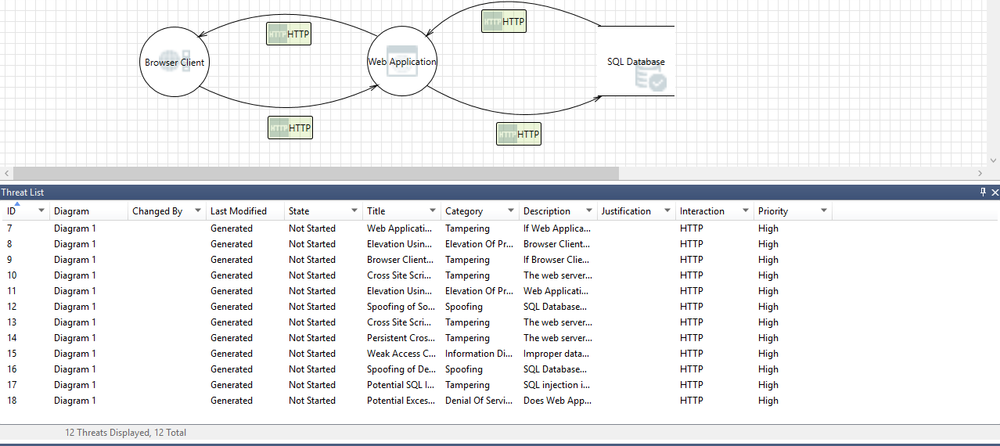 HTTP HTTP
HTTP HTTP
Browser Client
Web Application
SQL Database
HTTP HTTP
HTTP HTTP
Threat List
ID Diagram Changed By Last Modified State Title Category Description Justification Interaction Priority
7 Diagram 1 Generated Not Started Web Applicati... Tampering If Web Applica... HTTP High
8 Diagram 1 Generated Not Started Elevation Usin... Elevation Of Pr... Browser Client... HTTP High
9 Diagram 1 Generated Not Started Browser Client... Tampering If Browser Clie... HTTP High
10 Diagram 1 Generated Not Started Cross Site Scri... Tampering The web server... HTTP High
11 Diagram 1 Generated Not Started Elevation Usin... Elevation Of Pr... Web Applicati... HTTP High
12 Diagram 1 Generated Not Started Spoofing of So... Spoofing SQL Database... HTTP High
13 Diagram 1 Generated Not Started Cross Site Scri... Tampering The web server... HTTP High
14 Diagram 1 Generated Not Started Persistent Cros... Tampering The web server... HTTP High
15 Diagram 1 Generated Not Started Weak Access C... Information Di... Improper data... HTTP High
16 Diagram 1 Generated Not Started Spoofing of De... Spoofing SQL Database... HTTP High
17 Diagram 1 Generated Not Started Potential SQL I... Tampering SQL injection i... HTTP High
18 Diagram 1 Generated Not Started Potential Exces... Denial Of Servi... Does Web App... HTTP High
12 Threats Displayed, 12 Total